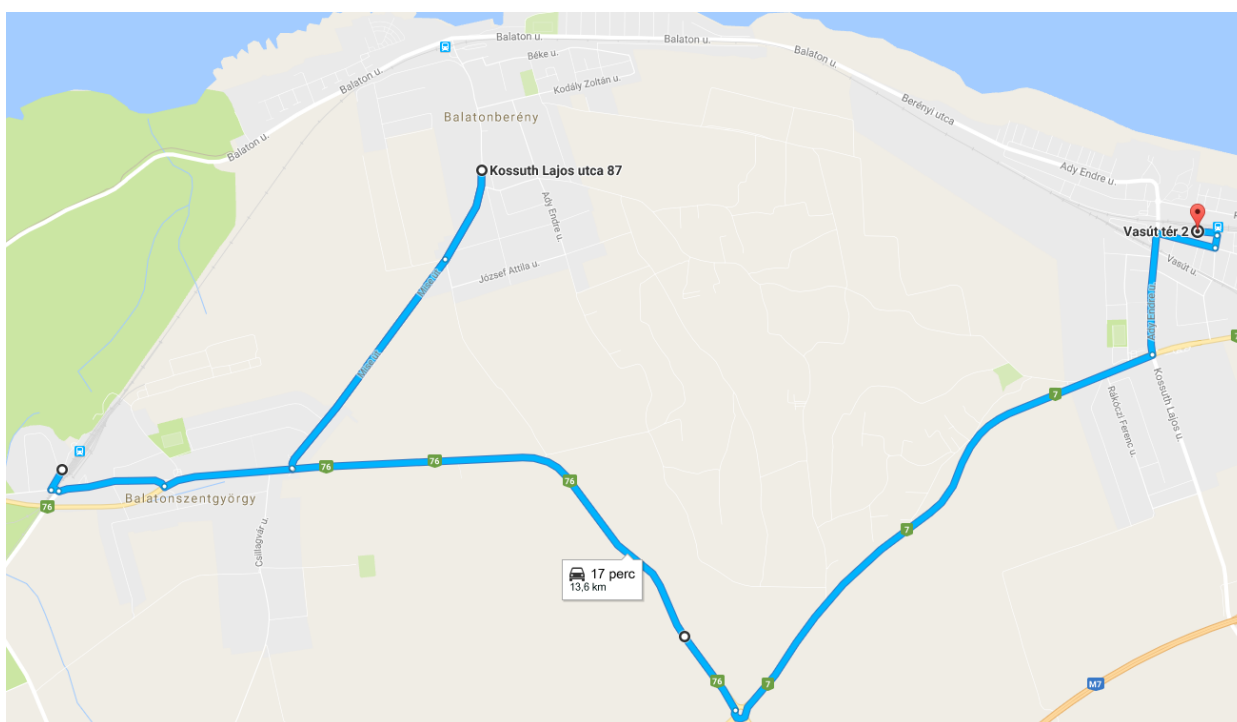 Balaton u.
Balaton u.
Béke u.
Balaton u.
Kodály Zoltán u.
Balaton u.
Berényi utca
Balatonberény
Balaton u.
Kossuth Lajos utca 87
Ady Endre u.
Ady Endre u.
Vasút tér 2
Vasút u.
József Attila u.
Ady Endre u.
7
Rákóczi Ferenc u.
Kossuth Lajos u.
76
76
76
76
Balatonszentgyörgy
Csillagvár u.
7
17 perc
13,6 km
76
7
M7